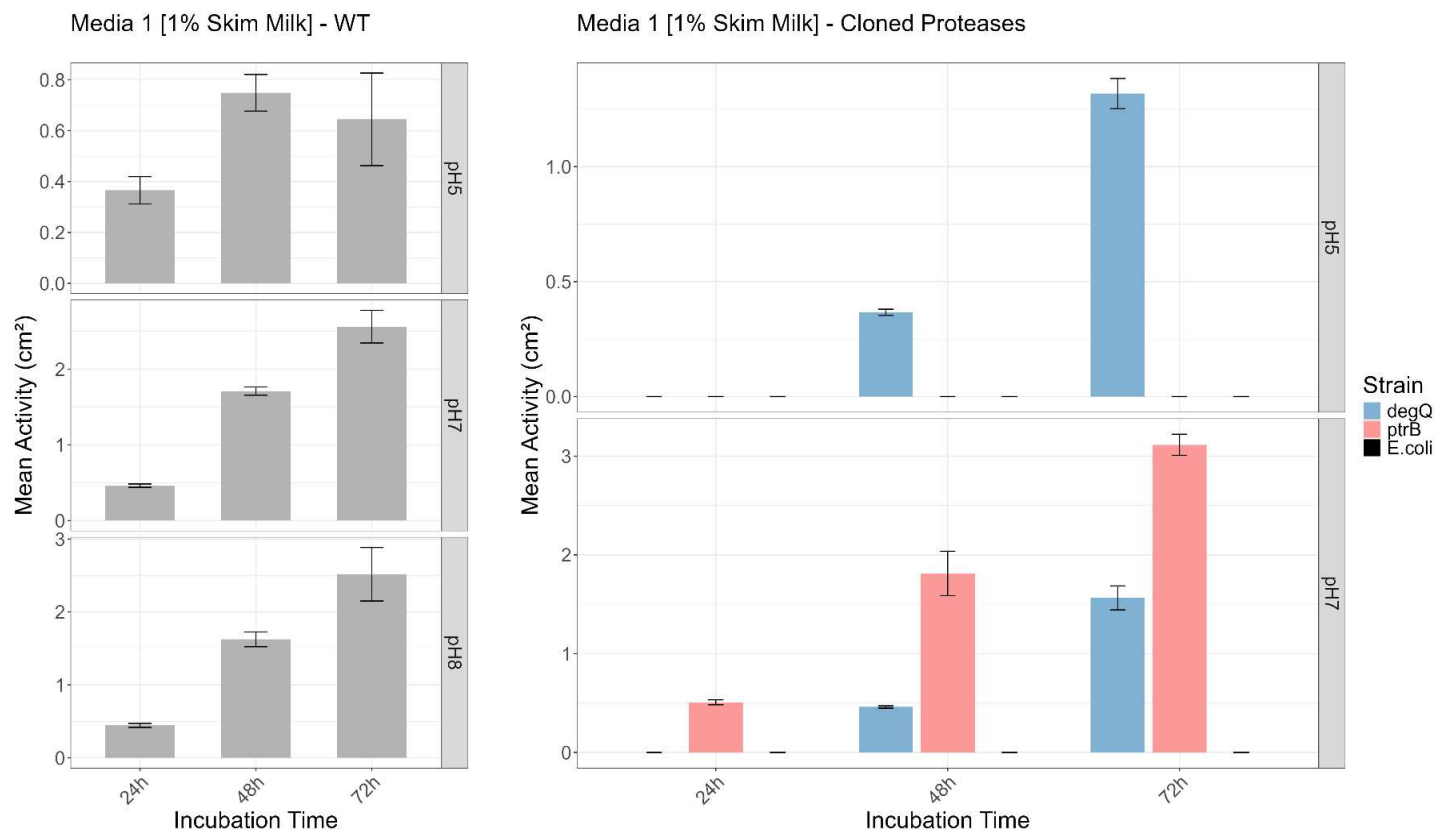 Media 1 [1% Skim Milk] - WT
Mean Activity (cm²)
0.8
0.6
0.4
0.2
0.0
pH5
2
1
0
pH7
3
2
1
0
pH8
24h
48h
72h
Incubation Time
Media 1 [1% Skim Milk] - Cloned Proteases
Mean Activity (cm²)
1.0
0.5
0.0
pH5
3
2
1
0
pH7
24h
48h
72h
Incubation Time
Strain
degQ
ptrB
E.coli